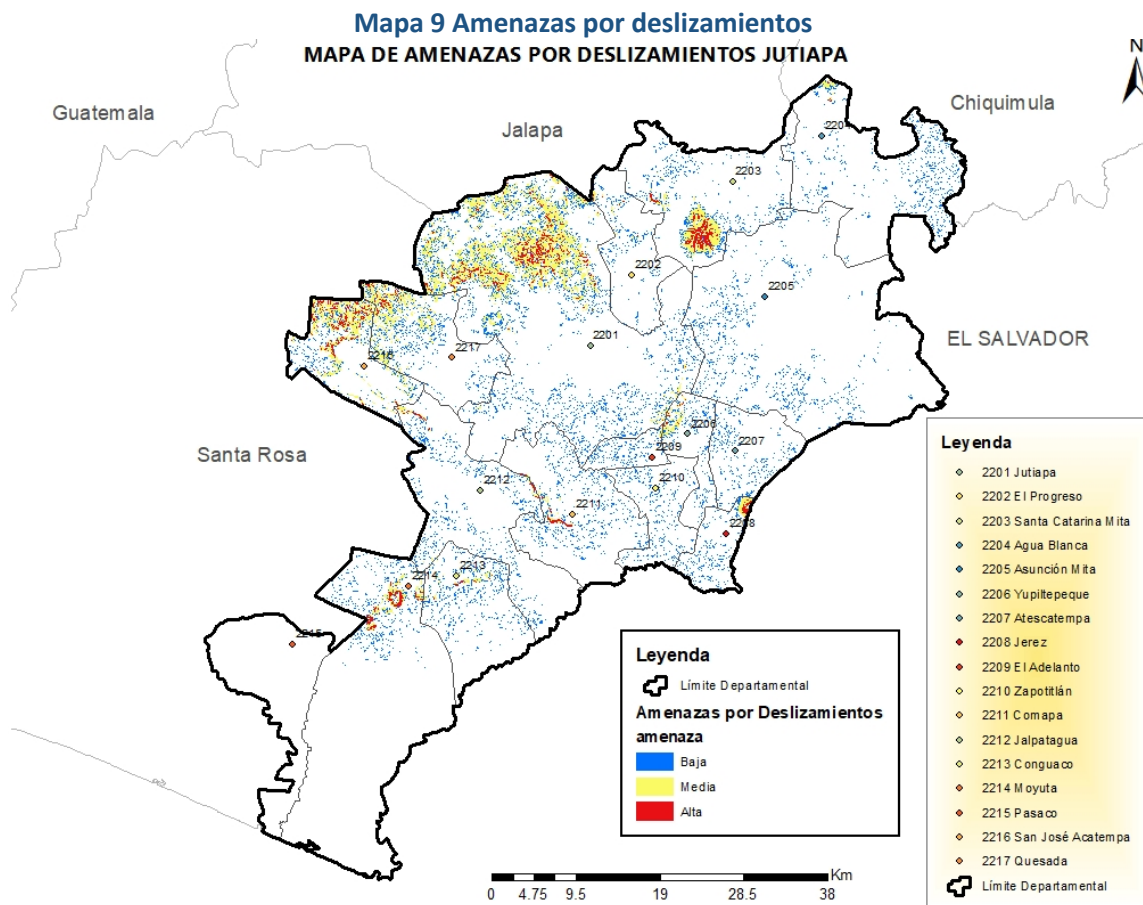 Mapa 9 Amenazas por deslizamientos
MAPA DE AMENAZAS POR DESLIZAMIENTOS JUTIAPA
N
Guatemala
Jalapa
Chiquimula
220
2203
2202
2205
EL SALVADOR
2201
2217
2216
Santa Rosa
2206
2207
2209
2210
2212
2211
2208
2213
2214
2215
Leyenda
Límite Departamental
Amenazas por Deslizamientos
amenaza
Baja
Media
Alta
Leyenda
2201 Jutiapa
2202 El Progreso
2203 Santa Catarina Mita
2204 Agua Blanca
2205 Asunción Mita
2206 Yupiltepeque
2207 Atescatempa
2208 Jerez
2209 El Adelanto
2210 Zapotitlán
2211 Comapa
2212 Jalpatagua
2213 Conguaco
2214 Moyuta
2215 Pasaco
2216 San José Acatempa
2217 Quesada
Límite Departamental
0 4.75 9.5 19 28.5 38 Km